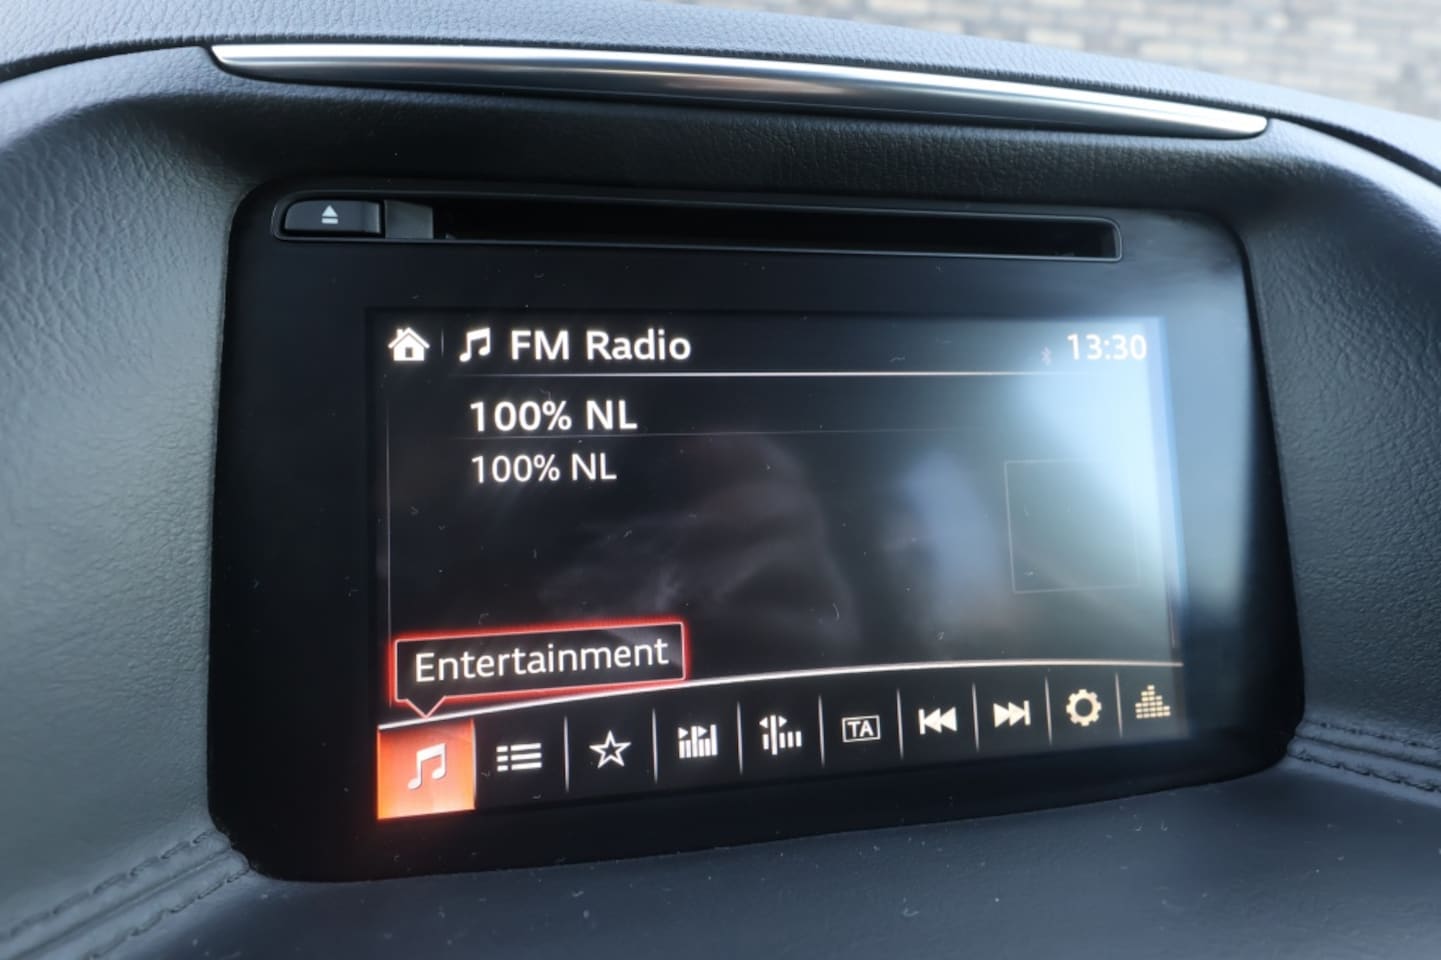 FM Radio
13:30
100% NL
100% NL
Entertainment
TA